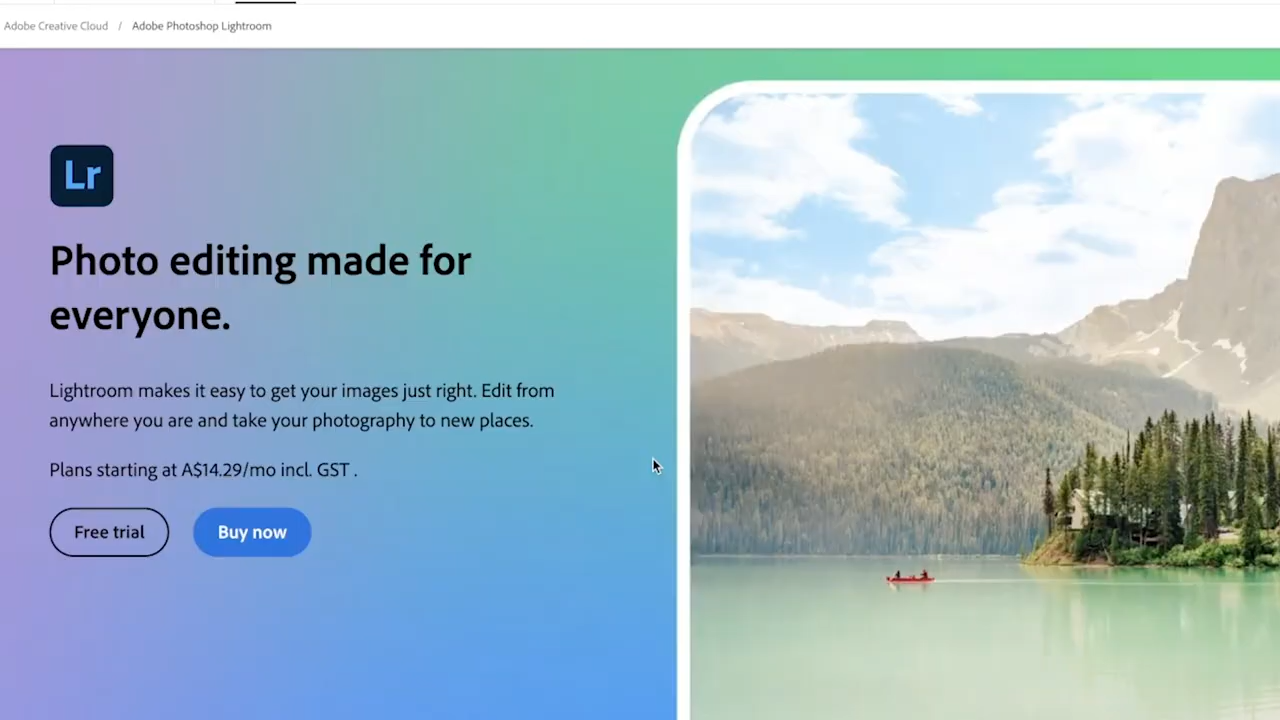 Adobe Creative Cloud / Adobe Photoshop Lightroom
Lr
Photo editing made for
everyone.
Lightroom makes it easy to get your images just right. Edit from
anywhere you are and take your photography to new places.
Plans starting at A$14.29/mo incl. GST .
Free trial
Buy now